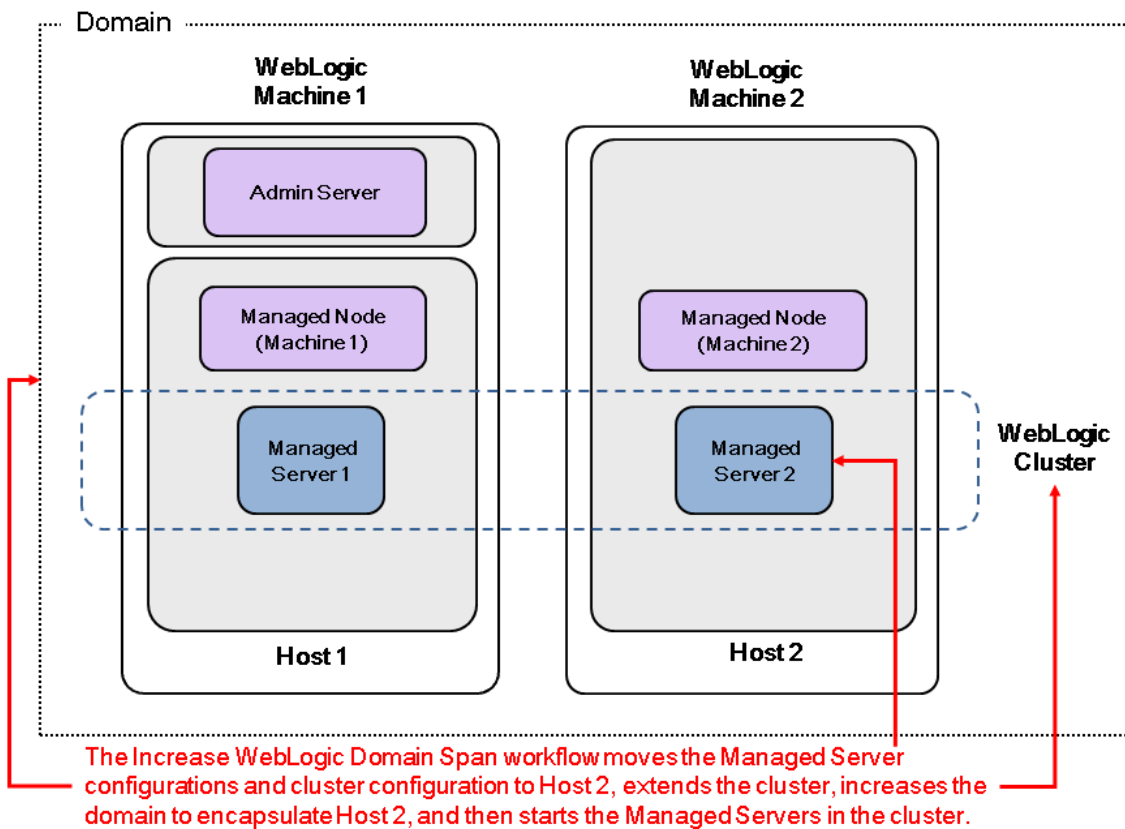 Domain
WebLogic
Machine 1
WebLogic
Machine 2
Admin Server
Managed Node
(Machine 1)
Managed Node
(Machine 2)
Managed
Server 1
Managed
Server 2
WebLogic
Cluster
Host 1
Host 2
The Increase WebLogic Domain Span workflow moves the Managed Server
configurations and cluster configuration to Host 2, extends the cluster, increases the
domain to encapsulate Host 2, and then starts the Managed Servers in the cluster.